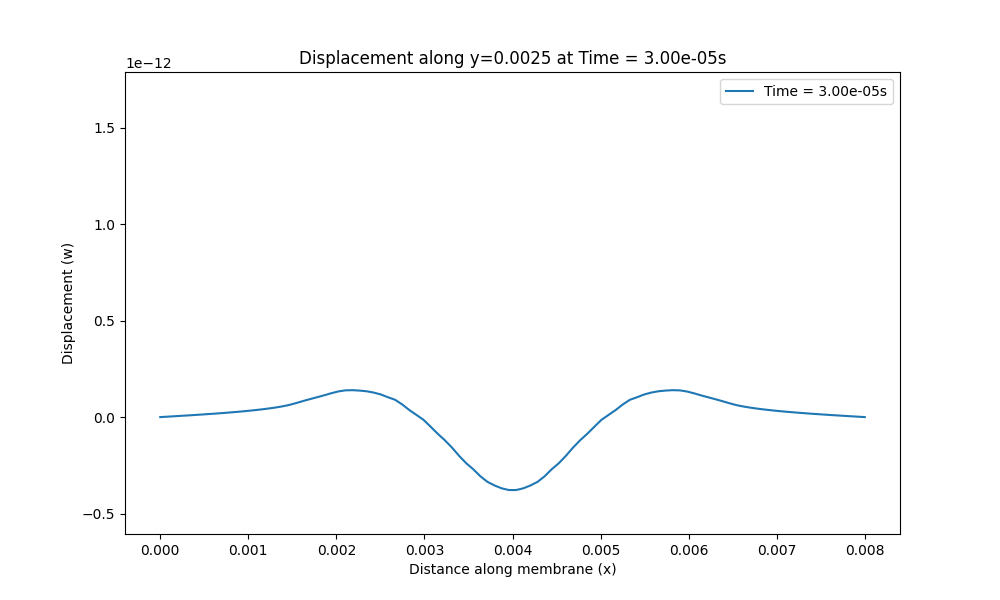 Displacement along y=0.0025 at Time = 3.00e-05s
1e−12
Time = 3.00e-05s
1.5
1.0
0.5
0.0
−0.5
Displacement (w)
0.000 0.001 0.002 0.003 0.004 0.005 0.006 0.007 0.008
Distance along membrane (x)